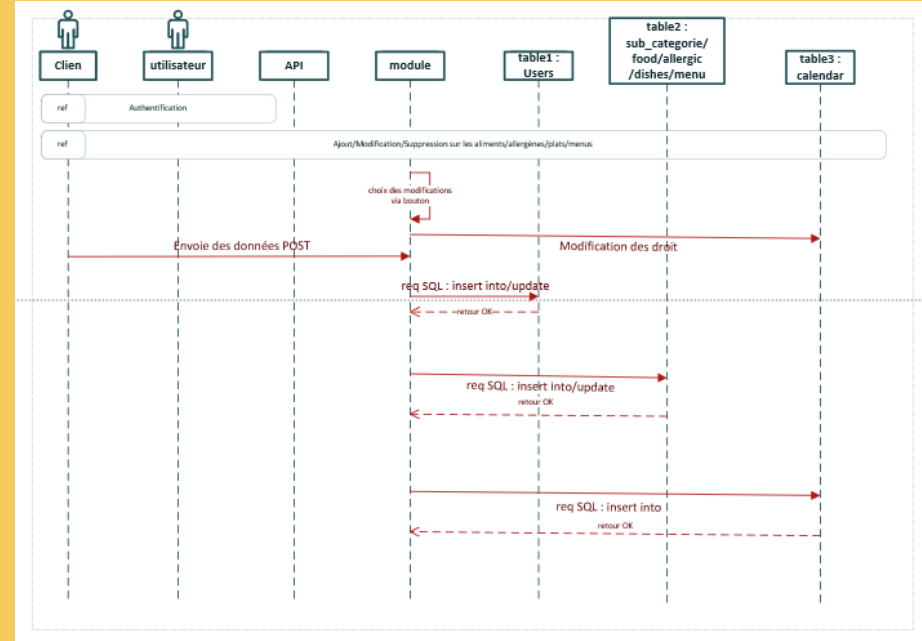 Clien
utilisateur
API
module
table1 :
Users
table2 :
sub_categorie/
food/allergic
/dishes/menu
table3 :
calendar
ref
Authentification
ref
Ajout/Modification/Suppression sur les aliments/allergènes/plats/menus
choix des modifications
via bouton
Envoie des données POST
Modification des droit
req SQL : insert into/update
retour OK
req SQL : insert into/update
retour OK
req SQL : insert into
retour OK